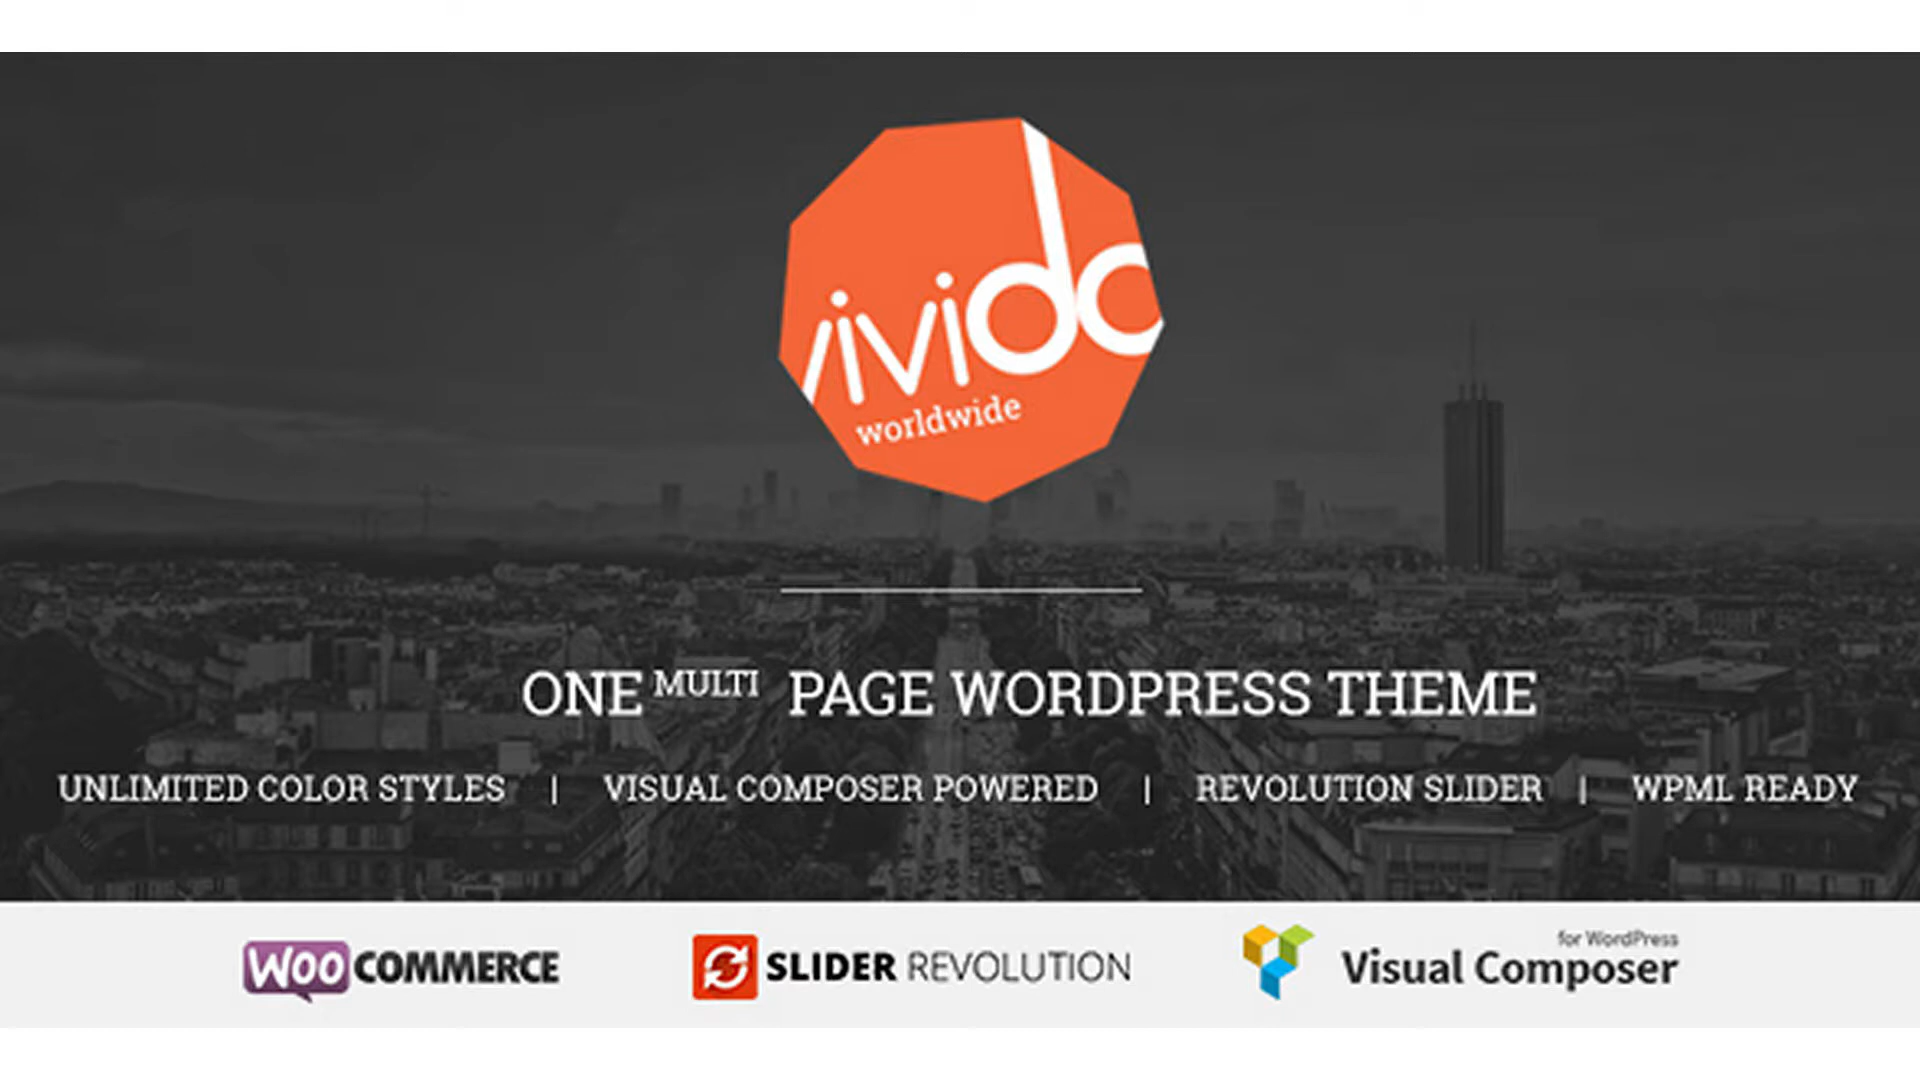 vivido
worldwide
ONE MULTI PAGE WORDPRESS THEME
UNLIMITED COLOR STYLES | VISUAL COMPOSER POWERED | REVOLUTION SLIDER | WPML READY
WOO COMMERCE
SLIDER REVOLUTION
for WordPress
Visual Composer